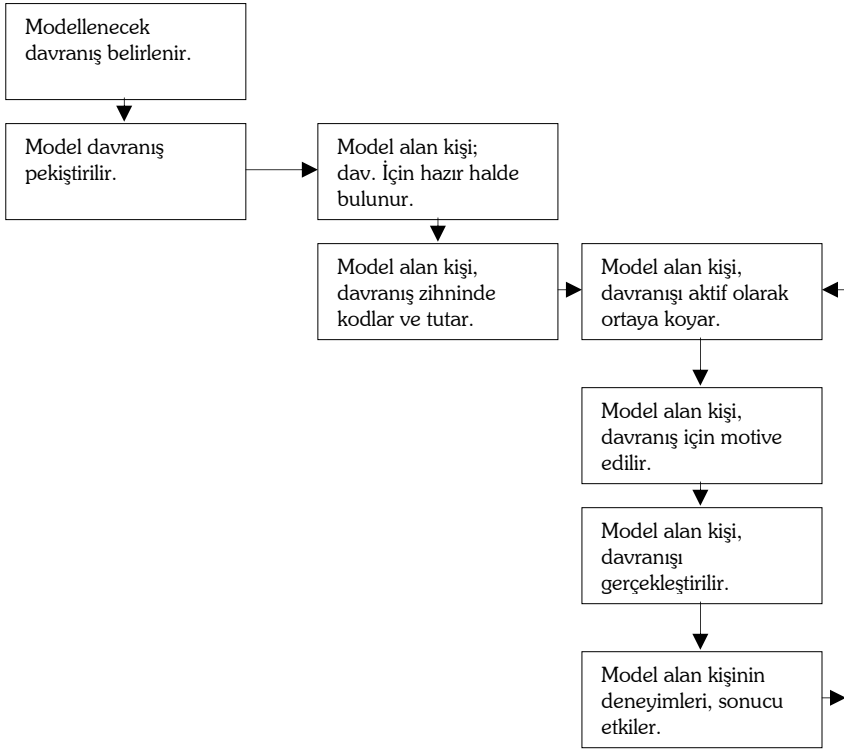 Modellenecek
davranış belirlenir.
Model davranış
pekiştirilir.
Model alan kişi;
dav. İçin hazır halde
bulunur.
Model alan kişi,
davranış zihninde
kodlar ve tutar.
Model alan kişi,
davranışı aktif olarak
ortaya koyar.
Model alan kişi,
davranış için motive
edilir.
Model alan kişi,
davranışı
gerçekleştirilir.
Model alan kişinin
deneyimleri, sonucu
etkiler.